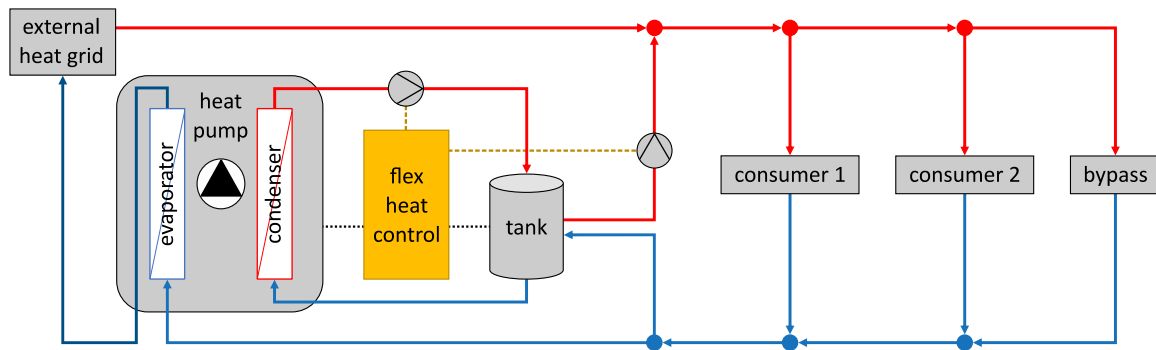 external
heat grid
heat
pump
evaporator
condenser
flex
heat
control
tank
consumer 1
consumer 2
bypass